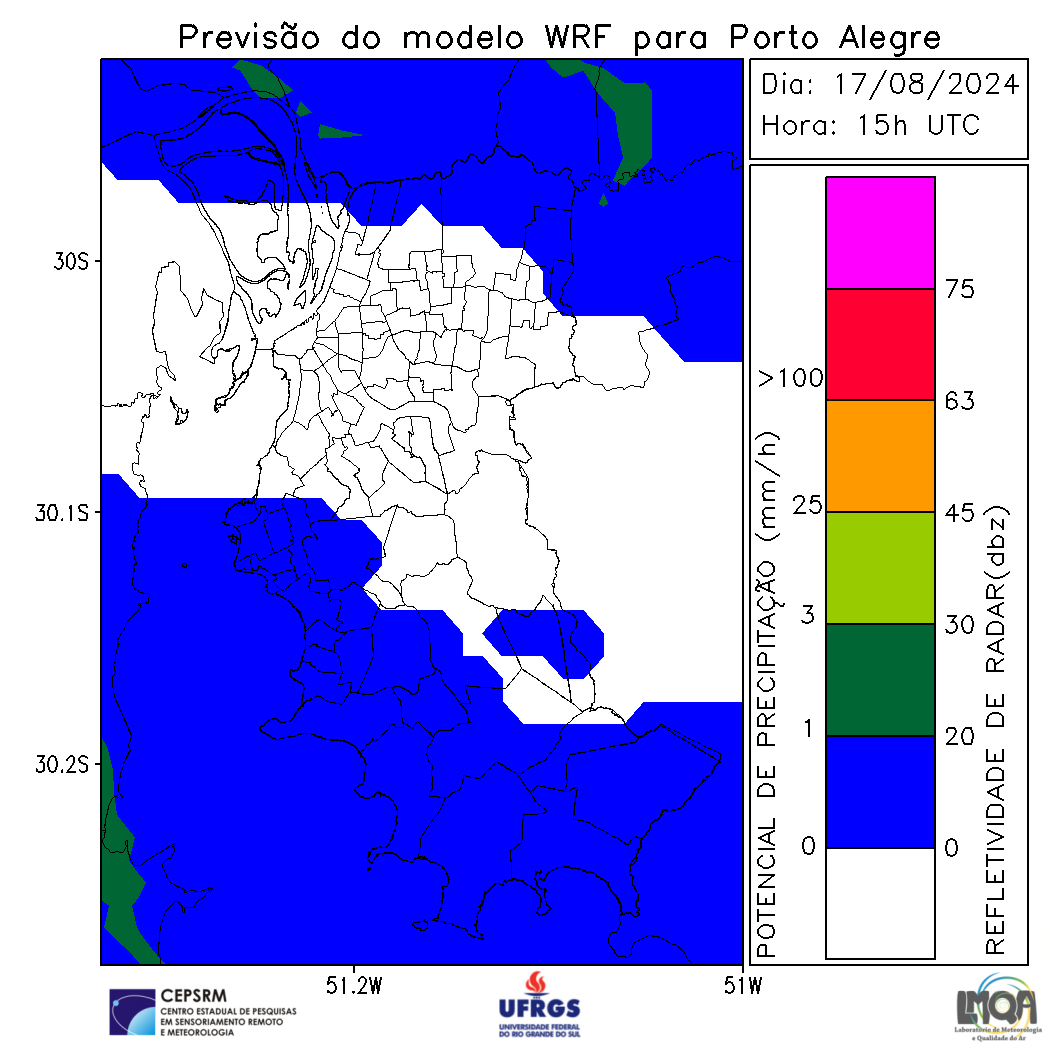 Previsão do modelo WRF para Porto Alegre
Dia: 17/08/2024
Hora: 15h UTC
30S
30.1S
30.2S
51.2W
51W
POTENCIAL DE PRECIPITAÇÃO (mm/h)
>100
25
3
1
0
75
63
45
30
20
0
REFLETIVIDADE DE RADAR(dbz)
CEPSRM
CENTRO ESTADUAL DE PESQUISAS
EM SENSORIAMENTO REMOTO
E METEOROLOGIA
UFRGS
UNIVERSIDADE FEDERAL
DO RIO GRANDE DO SUL
LMQA
Laboratório de Meteorologia
e Qualidade do Ar